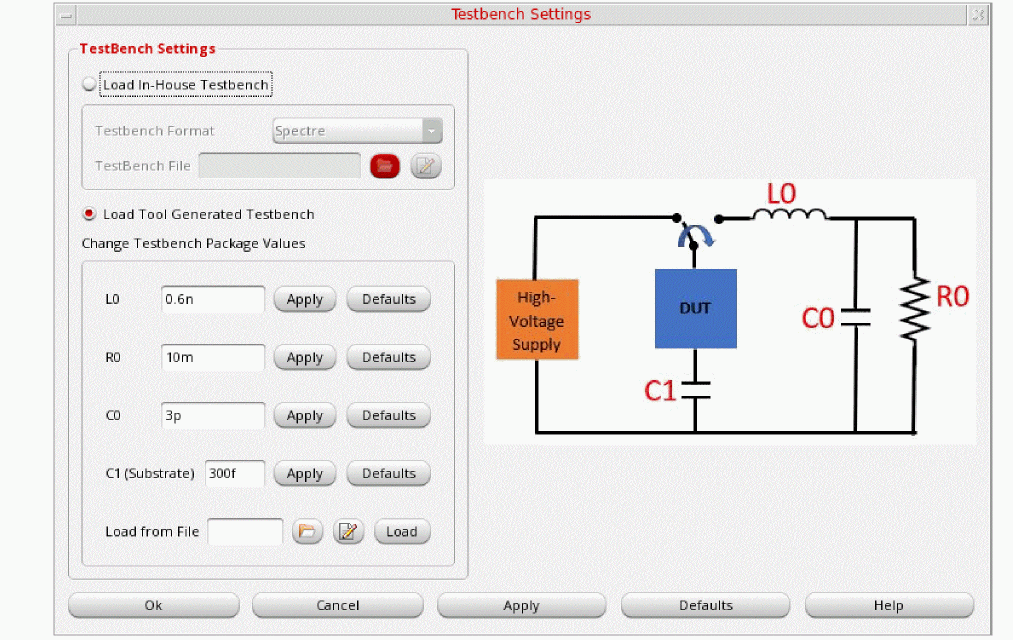 Testbench Settings
TestBench Settings
Load In-House Testbench
Testbench Format Spectre
TestBench File
Load Tool Generated Testbench
Change Testbench Package Values
L0 0.6n Apply Defaults
R0 10m Apply Defaults
C0 3p Apply Defaults
C1 (Substrate) 300f Apply Defaults
Load from File Load
L0
High-
Voltage
Supply
DUT
C0
R0
C1
Ok Cancel Apply Defaults Help